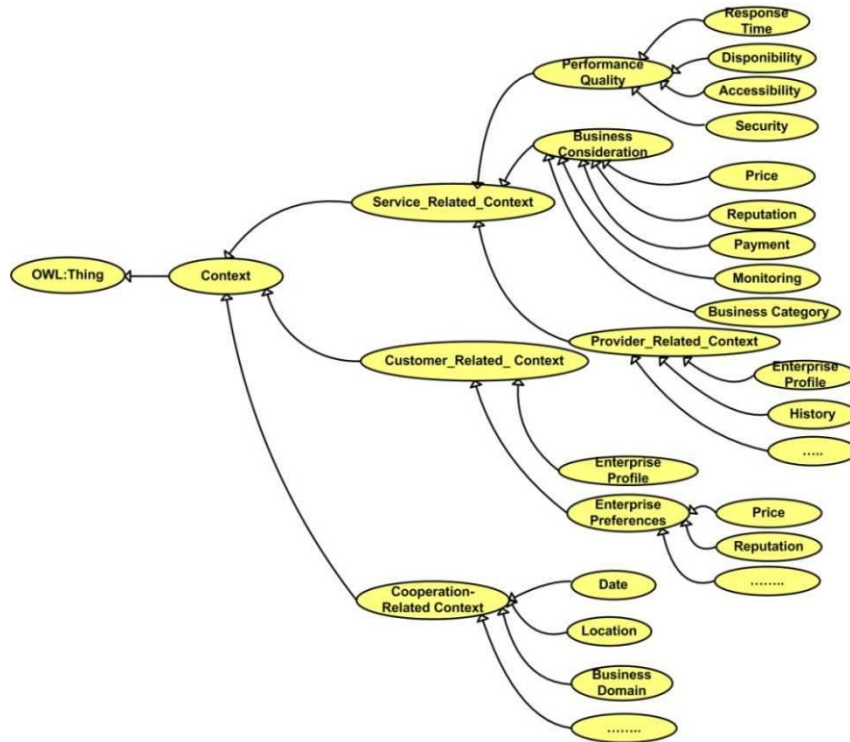 Response
Time
Performance
Quality
Disponibility
Accessibility
Security
Business
Consideration
Price
Service_Related_Context
Reputation
Payment
OWL:Thing
Context
Monitoring
Business Category
Provider_Related_Context
Customer_Related_ Context
Enterprise
Profile
History
.....
Enterprise
Profile
Enterprise
Preferences
Price
Reputation
........
Cooperation-
Related Context
Date
Location
Business
Domain
........